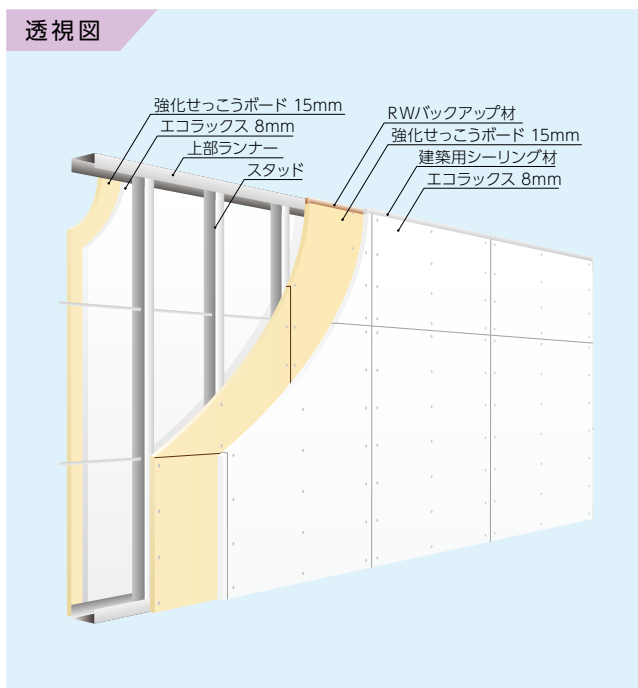 透視図
強化せっこうボード 15mm
エコラックス 8mm
上部ランナー
スタッド
RWバックアップ材
強化せっこうボード 15mm
建築用シーリング材
エコラックス 8mm